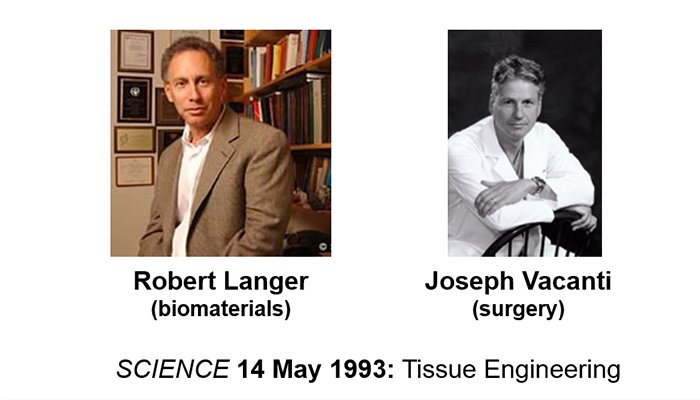 Robert Langer
(biomaterials)
Joseph Vacanti
(surgery)
SCIENCE 14 May 1993: Tissue Engineering